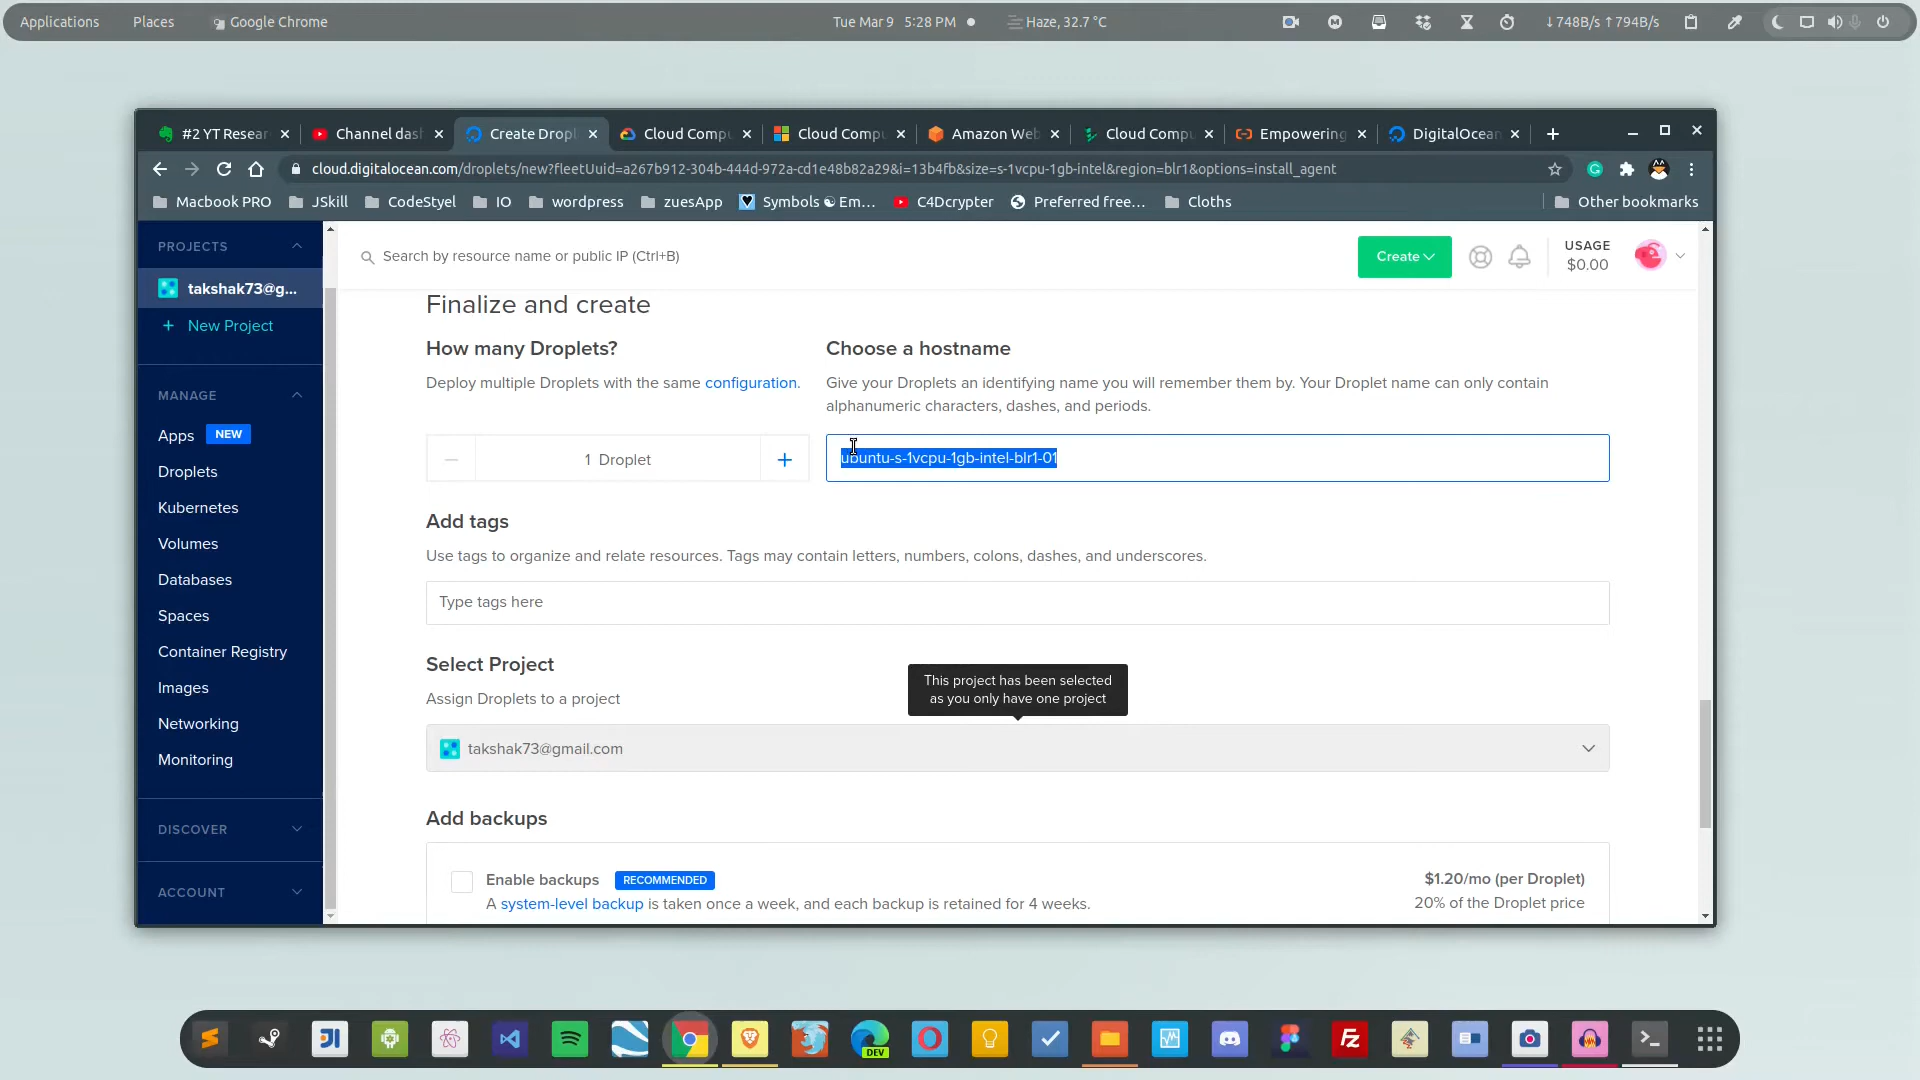 Applications Places Google Chrome Tue Mar 9 5:28 PM Haze, 32.7 °C ↓748B/s ↑794B/s
#2 YT Resear Channel das Create Drop Cloud Compu Cloud Compu Amazon Web Cloud Compu Empowering DigitalOcean
cloud.digitalocean.com/droplets/new?fleetUuid=a267b912-304b-444d-972a-cd1e48b82a29&i=13b4fb&size=s-1vcpu-1gb-intel&region=blr1&options=install_agent
Macbook PRO JSkill CodeStyel IO wordpress zuesApp Symbols ☯ Em... C4Dcrypter Preferred free... Cloths Other bookmarks
PROJECTS
takshak73@g...
+ New Project
MANAGE
Apps NEW
Droplets
Kubernetes
Volumes
Databases
Spaces
Container Registry
Images
Networking
Monitoring
DISCOVER
ACCOUNT
Search by resource name or public IP (Ctrl+B)
Create
USAGE
$0.00
Finalize and create
How many Droplets?
Deploy multiple Droplets with the same configuration.
1 Droplet
Choose a hostname
Give your Droplets an identifying name you will remember them by. Your Droplet name can only contain
alphanumeric characters, dashes, and periods.
ubuntu-s-1vcpu-1gb-intel-blr1-01
Add tags
Use tags to organize and relate resources. Tags may contain letters, numbers, colons, dashes, and underscores.
Type tags here
Select Project
Assign Droplets to a project
This project has been selected
as you only have one project
takshak73@gmail.com
Add backups
Enable backups RECOMMENDED
A system-level backup is taken once a week, and each backup is retained for 4 weeks.
$1.20/mo (per Droplet)
20% of the Droplet price
DEV